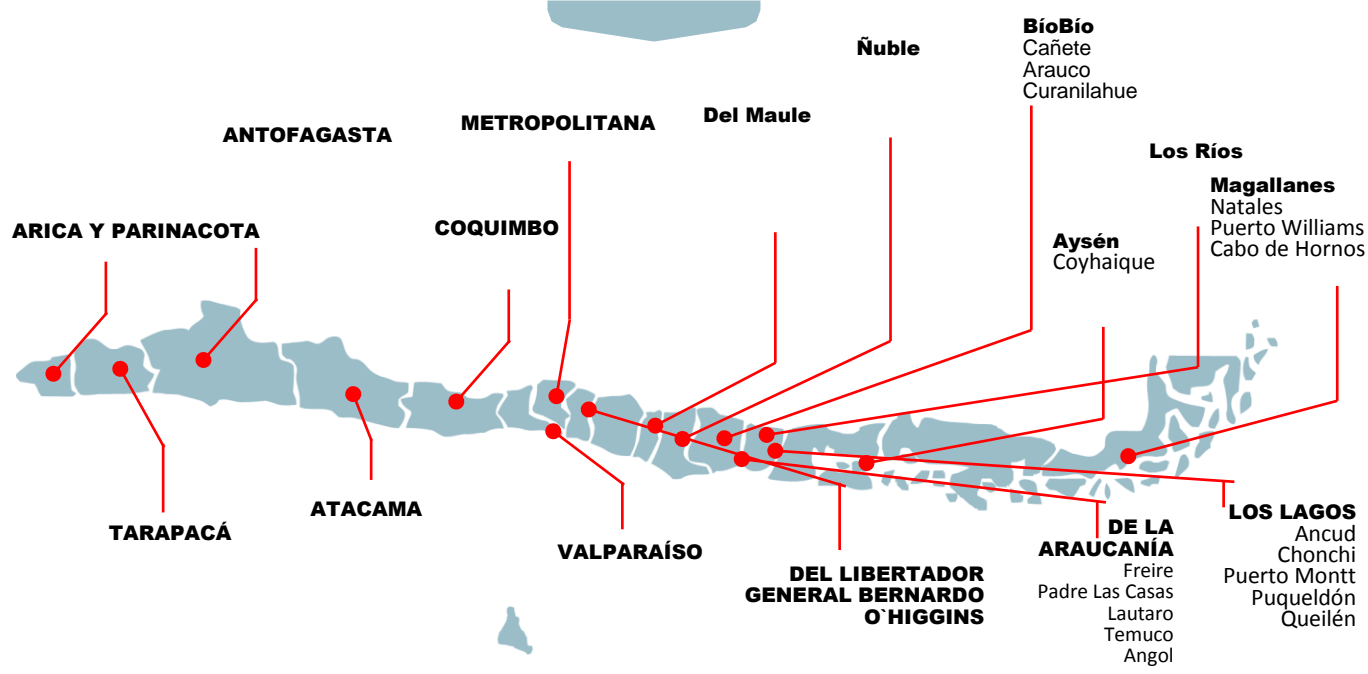 ARICA Y PARINACOTA
TARAPACÁ
ANTOFAGASTA
ATACAMA
COQUIMBO
METROPOLITANA
VALPARAÍSO
Del Maule
DEL LIBERTADOR
GENERAL BERNARDO
O`HIGGINS
Ñuble
BíoBío
Cañete
Arauco
Curanilahue
DE LA
ARAUCANÍA
Freire
Padre Las Casas
Lautaro
Temuco
Angol
Los Ríos
Aysén
Coyhaique
Magallanes
Natales
Puerto Williams
Cabo de Hornos
LOS LAGOS
Ancud
Chonchi
Puerto Montt
Puqueldón
Queilén